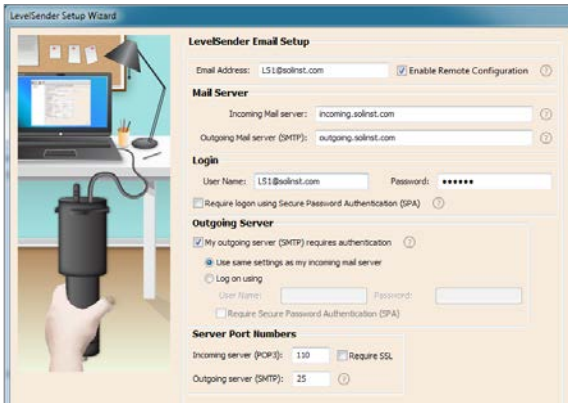 LevelSender Setup Wizard
LevelSender Email Setup
Email Address: LS1@solinst.com Enable Remote Configuration ?
Mail Server
Incoming Mail server: incoming.solinst.com ?
Outgoing Mail server (SMTP): outgoing.solinst.com ?
Login
User Name: LS1@solinst.com Password: ••••••
Require logon using Secure Password Authentication (SPA) ?
Outgoing Server
My outgoing server (SMTP) requires authentication ?
Use same settings as my incoming mail server
Log on using
User Name: Password:
Require Secure Password Authentication (SPA)
Server Port Numbers
Incoming server (POP3): 110 Require SSL
Outgoing server (SMTP): 25 ?